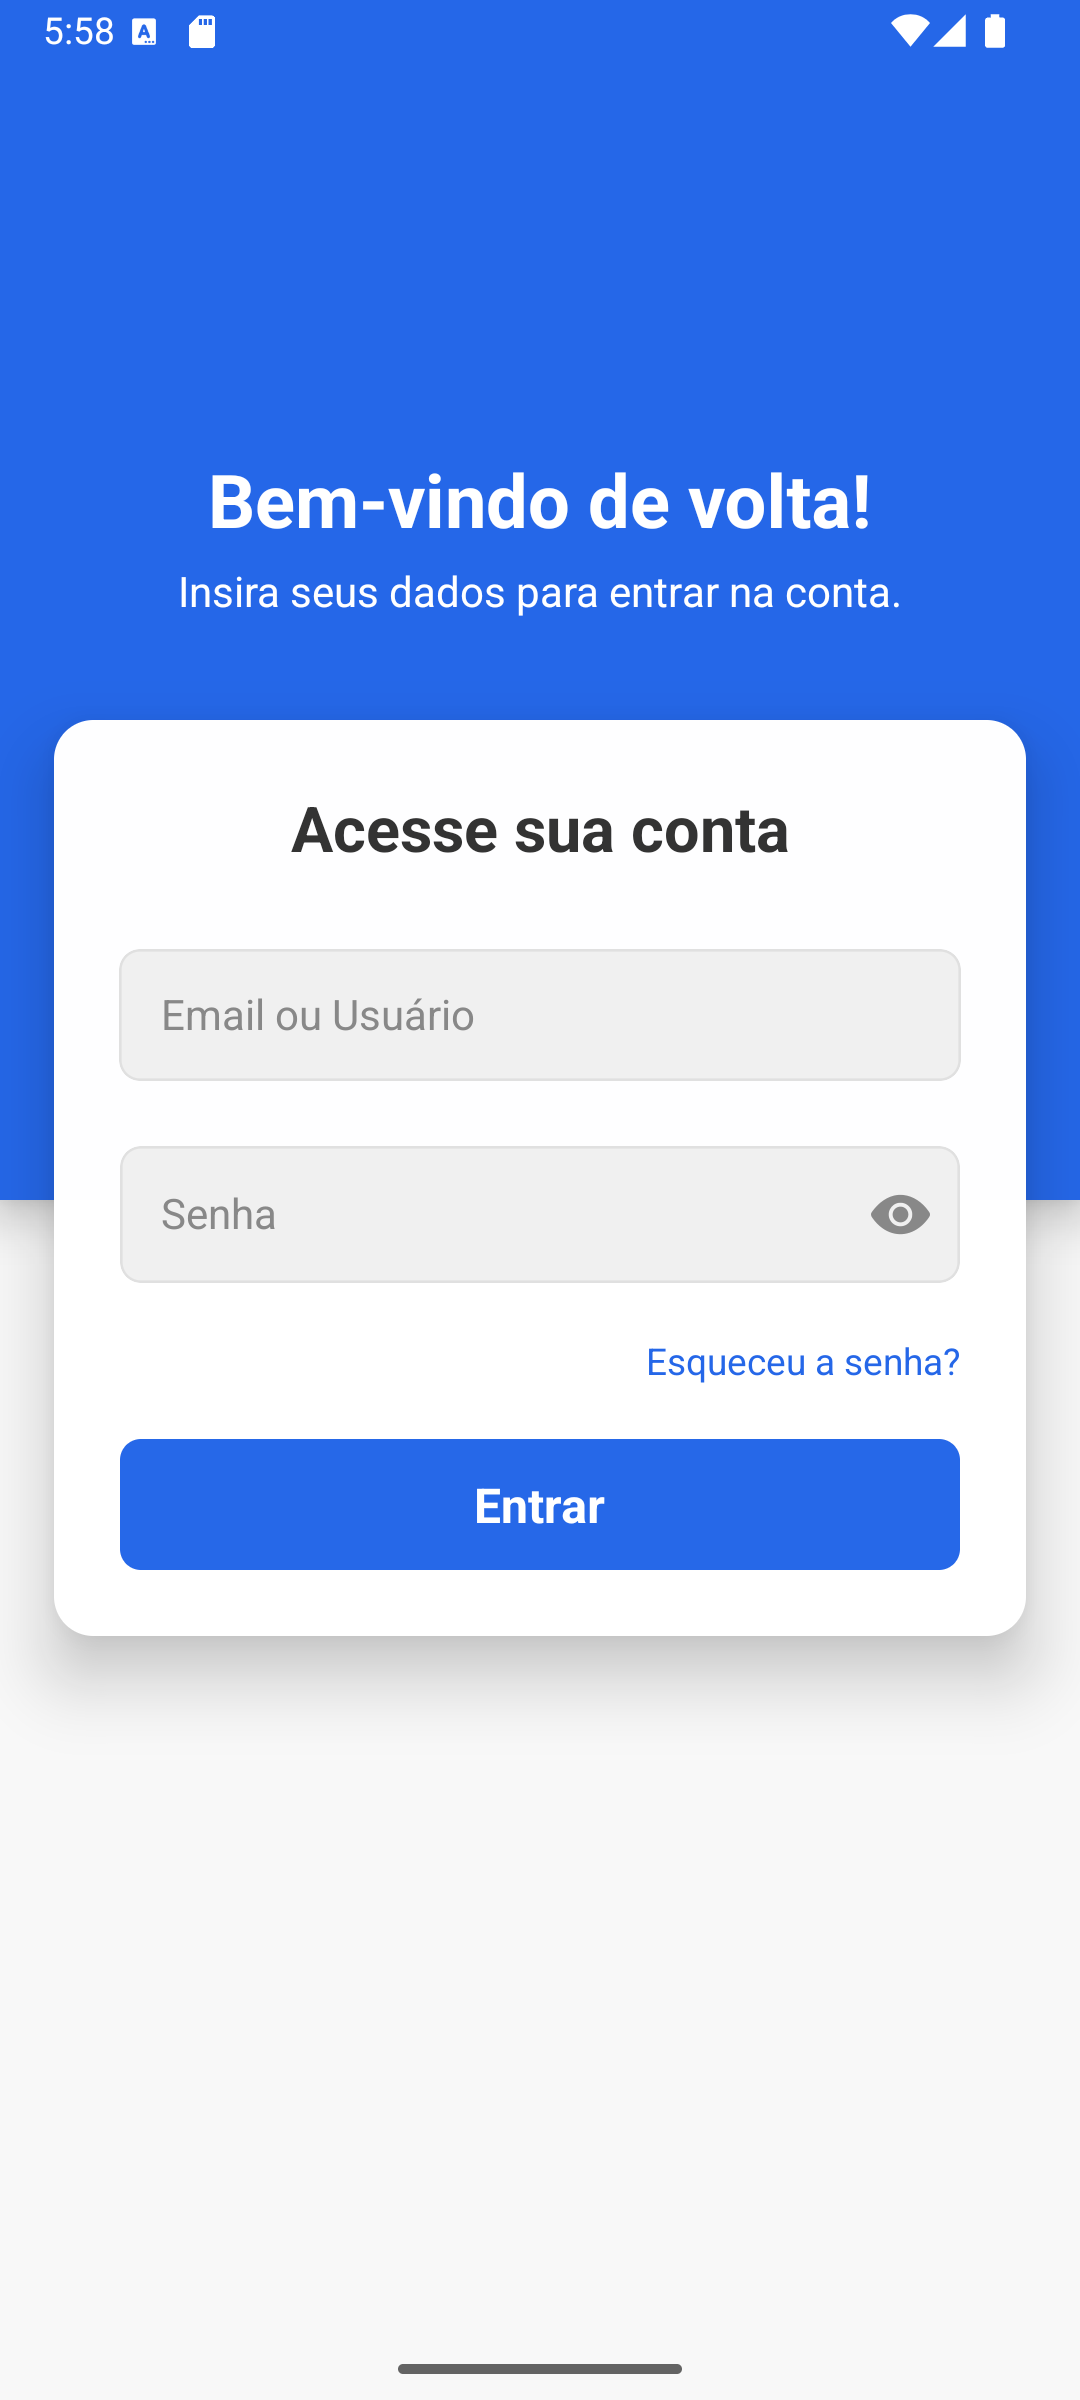 5:58
Bem-vindo de volta!
Insira seus dados para entrar na conta.
Acesse sua conta
Email ou Usuário
Senha
Esqueceu a senha?
Entrar